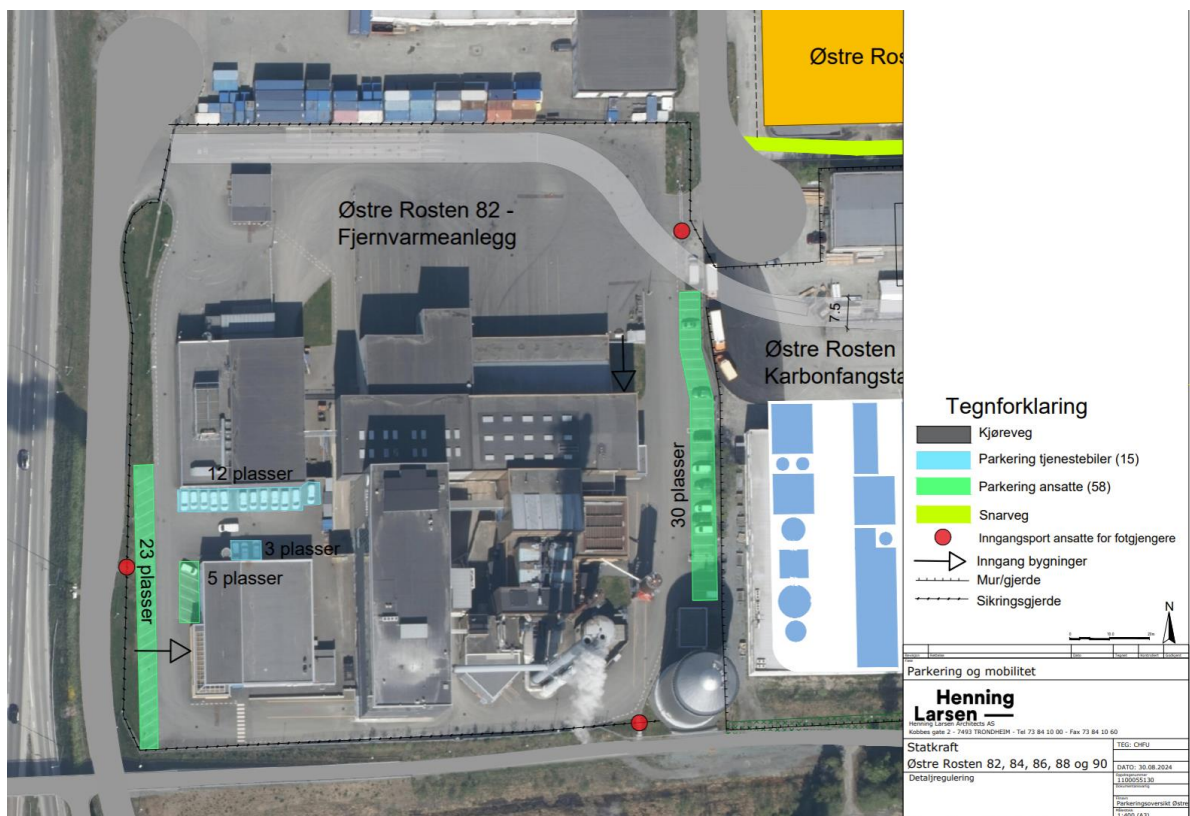 Østre Ros
Østre Rosten 82 -
Fjernvarmeanlegg
7.5
Østre Rosten
Karbonfangsta
12 plasser
30 plasser
3 plasser
23 plasser
5 plasser
Tegnforklaring
Kjøreveg
Parkering tjenestebiler (15)
Parkering ansatte (58)
Snarveg
Inngangsport ansatte for fotgjengere
Inngang bygninger
Mur/gjerde
Sikringsgjerde
N
Parkering og mobilitet
Henning
Larsen
Henning Larsen Architects AS
Kobbes gate 2 - 7493 TRONDHEIM - Tel 73 84 10 00 - Fax 73 84 10 60
Statkraft
TEG: CHFU
Østre Rosten 82, 84, 86, 88 og 90
DATO: 30.08.2024
Detaljregulering
1100055130
Parkeringsoversikt Østre
1:400 (A3)